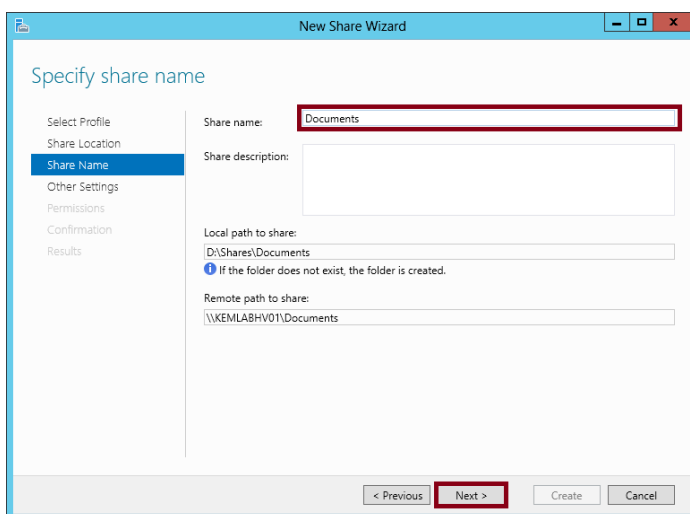 New Share Wizard
Specify share name
Select Profile
Share Location
Share Name
Other Settings
Permissions
Confirmation
Results
Share name:
Documents
Share description:
Local path to share:
D:\Shares\Documents
If the folder does not exist, the folder is created.
Remote path to share:
\\KEMLABHV01\Documents
< Previous
Next >
Create
Cancel